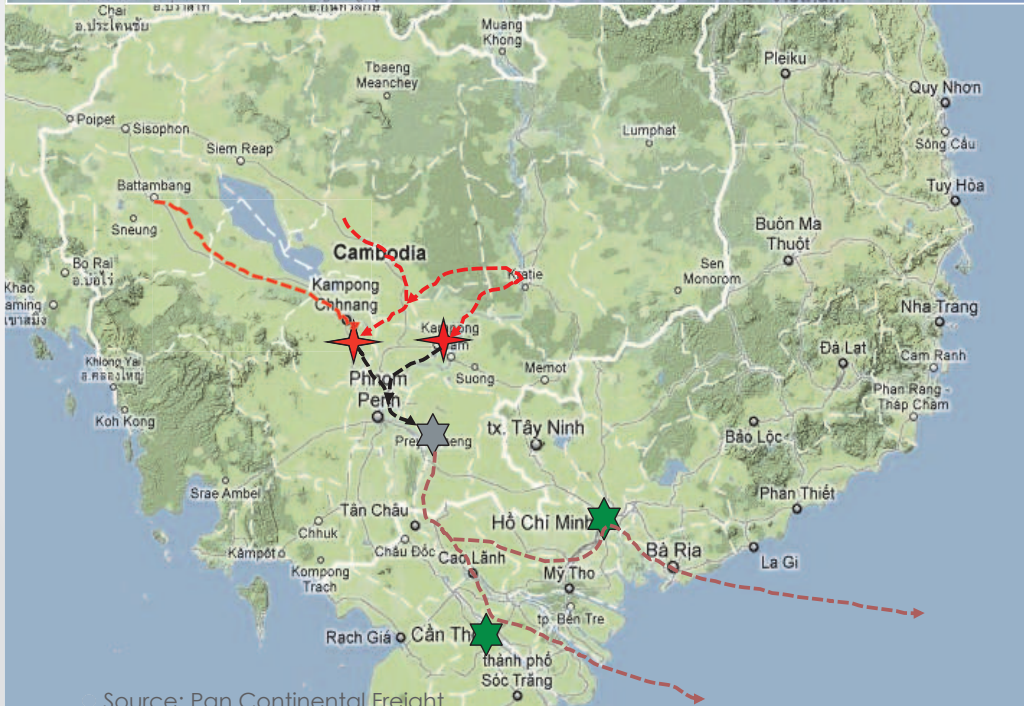 Chai
อ.ประโคนชัย
Muang
Khong
Tbaeng
Meanchey
Pleiku
Quy Nhơn
Poipet
Sisophon
Lumphat
Sông Cầu
Siem Reap
Battambang
Tuy Hòa
Sneung
Buôn Ma
Thuột
Cambodia
Bo Rai
อ.บ่อไร่
Kratie
Sen
Monorom
Kampong
Chhnang
Khao
aming
เขาสมิง
Nha Trang
Kampong
Cham
Đà Lạt
Cam Ranh
Khlong Yai
อ.คลองใหญ่
Suong
Memot
Phnom
Penh
Phan Rang -
Tháp Chàm
Koh Kong
tx. Tây Ninh
Bảo Lộc
Srae Ambel
Phan Thiết
Tân Châu
Hồ Chí Minh
Chhuk
Châu Đốc
Cao Lãnh
Bà Rịa
La Gi
Kâmpôt
Kompong
Trach
Mỹ Tho
tp. Bến Tre
Rạch Giá
Cần Th
thành phố
Sóc Trăng
Source: Pan Continental Freight